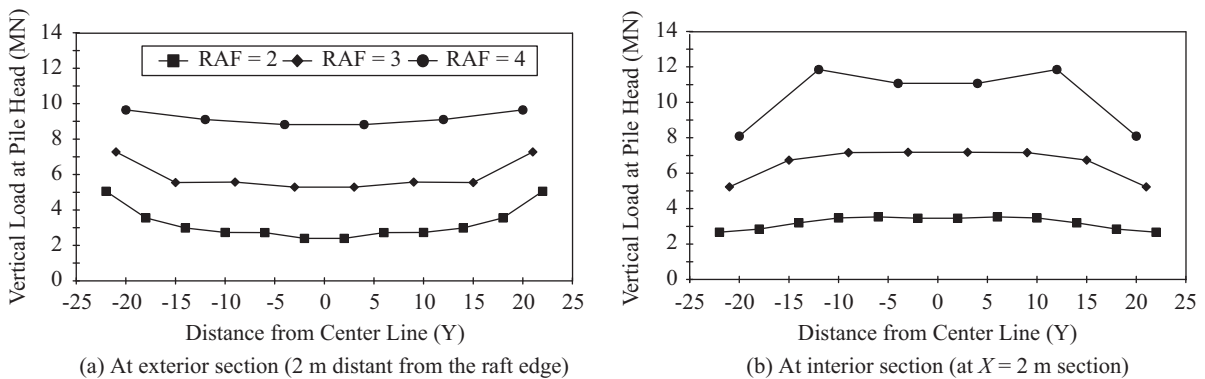 Vertical Load at Pile Head (MN)
14
12
10
8
6
4
2
0
RAF = 2 RAF = 3 RAF = 4
-25 -20 -15 -10 -5 0 5 10 15 20 25
Distance from Center Line (Y)
(a) At exterior section (2 m distant from the raft edge)
Vertical Load at Pile Head (MN)
14
12
10
8
6
4
2
0
-25 -20 -15 -10 -5 0 5 10 15 20 25
Distance from Center Line (Y)
(b) At interior section (at X = 2 m section)